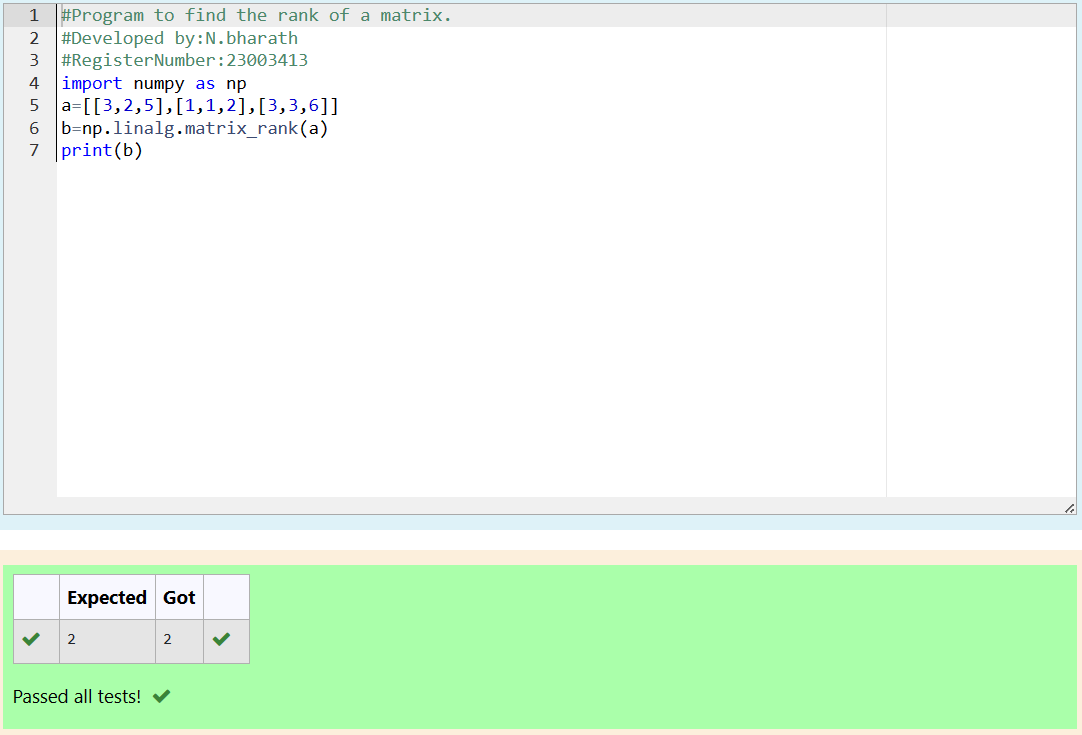 1 #Program to find the rank of a matrix.
2 #Developed by:N.bharath
3 #RegisterNumber:23003413
4 import numpy as np
5 a=[[3,2,5],[1,1,2],[3,3,6]]
6 b=np.linalg.matrix_rank(a)
7 print(b)
Expected Got
2 2
Passed all tests!